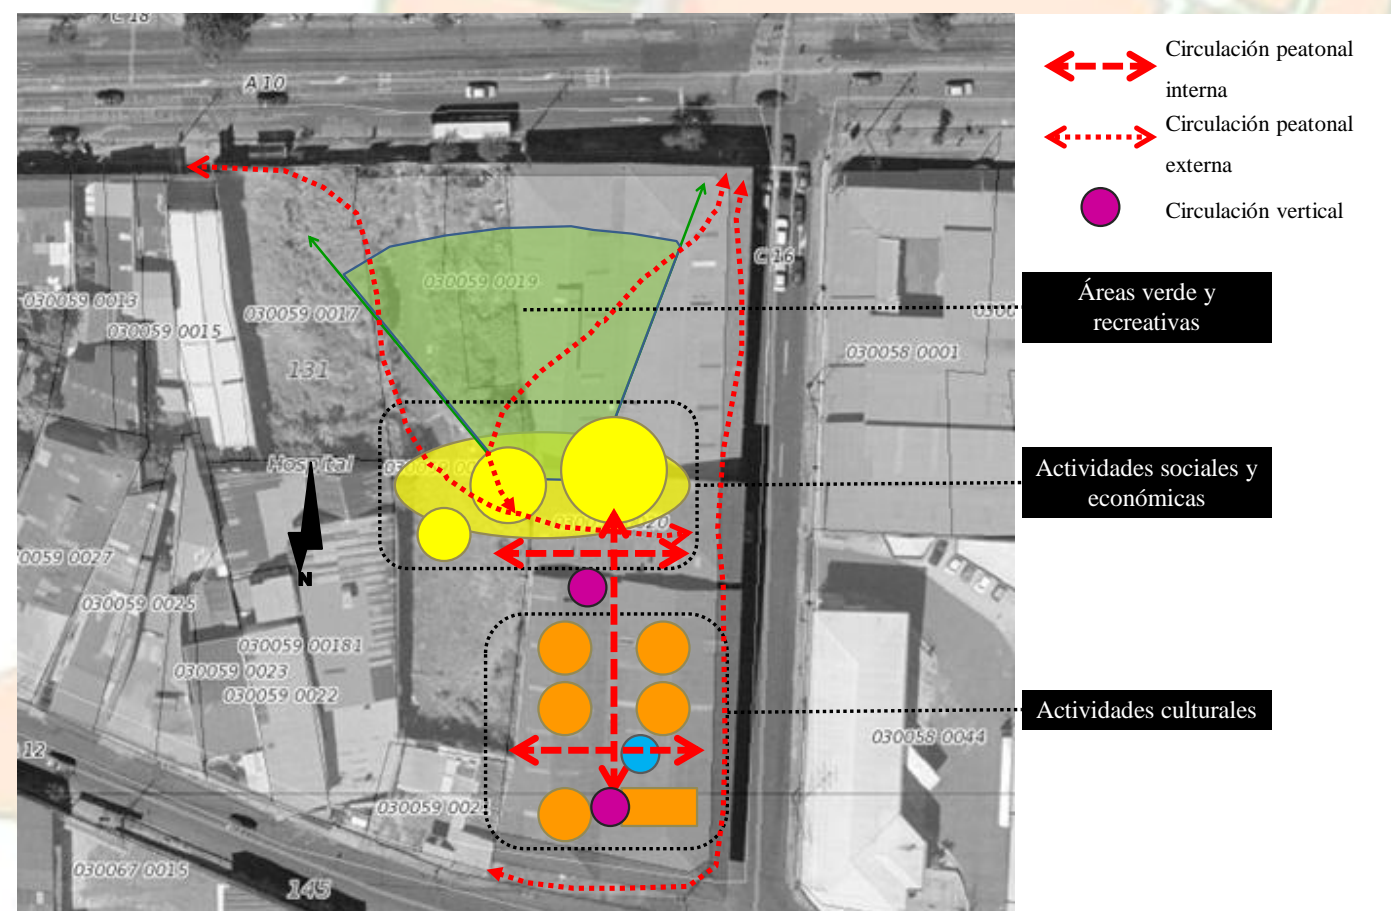 C 18
A 10
C 16
030059 0013
030059 0015
030059 0017
030059 0019
131
030058 0001
Hospital
N
0059 0027
030059 0025
030059 00181
030059 0023
030059 0022
12
030058 0044
030067 0015
145
Circulación peatonal
interna
Circulación peatonal
externa
Circulación vertical
Áreas verde y
recreativas
Actividades sociales y
económicas
Actividades culturales